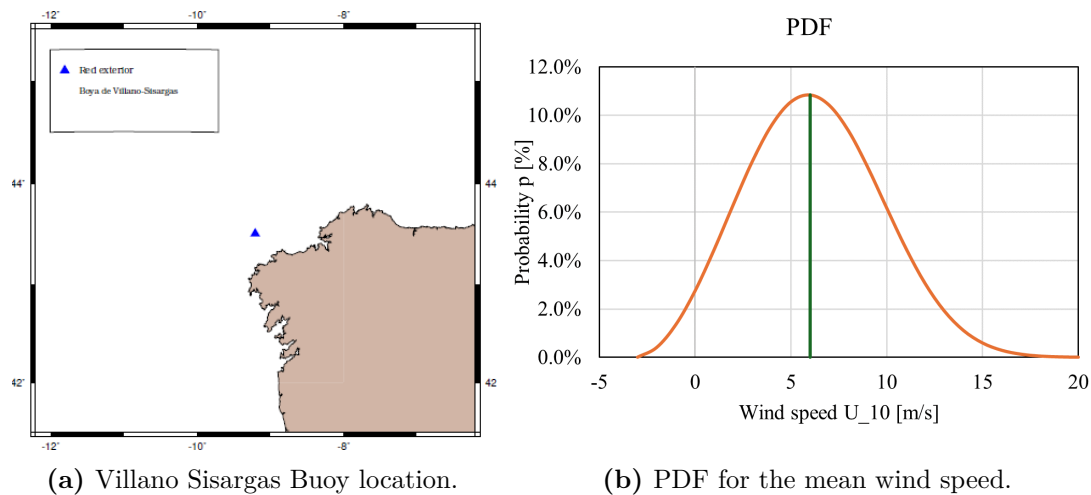 -12˚ -10˚ -8˚
Red exterior
Boya de Villano-Sisargas
44˚ 44
42˚ 42
-12˚ -10˚ -8˚
(a) Villano Sisargas Buoy location.
PDF
12.0%
10.0%
8.0%
6.0%
4.0%
2.0%
0.0%
Probability p [%]
-5 0 5 10 15 20
Wind speed U_10 [m/s]
(b) PDF for the mean wind speed.